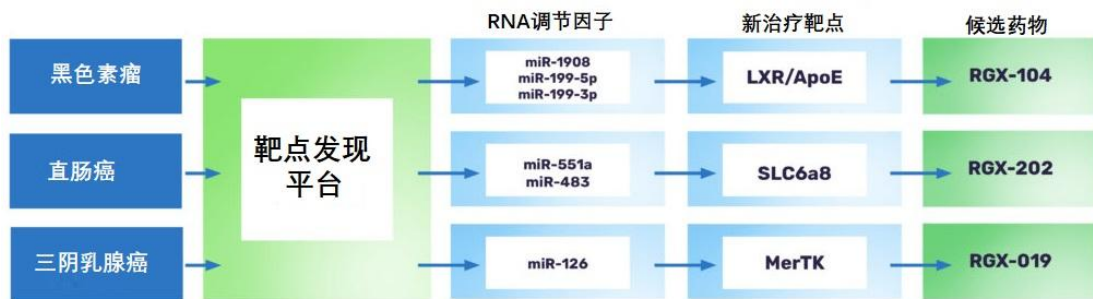 RNA调节因子 新治疗靶点 候选药物
黑色素瘤
miR-1908
miR-199-5p
miR-199-3p
LXR/ApoE
RGX-104
靶点发现
平台
直肠癌
miR-551a
miR-483
SLC6a8
RGX-202
三阴乳腺癌
miR-126
MerTK
RGX-019